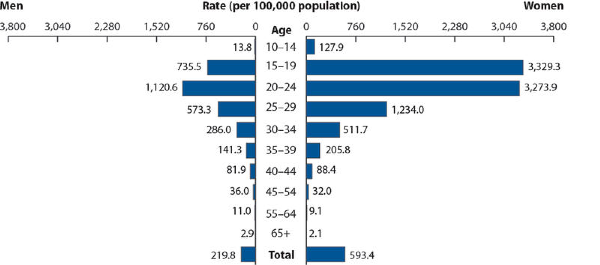 Men Rate (per 100,000 population) Women
3,800 3,040 2,280 1,520 760 0 0 760 1,520 2,280 3,040 3,800
Age
13.8 10–14 127.9
735.5 15–19 3,329.3
1,120.6 20–24 3,273.9
573.3 25–29 1,234.0
286.0 30–34 511.7
141.3 35–39 205.8
81.9 40–44 88.4
36.0 45–54 32.0
11.0 55–64 9.1
2.9 65+ 2.1
219.8 Total 593.4